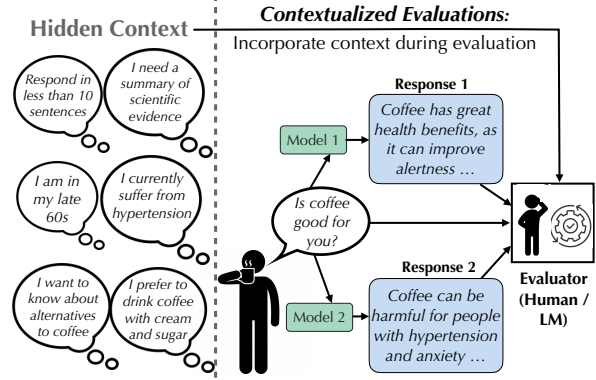 Hidden Context
Contextualized Evaluations:
Incorporate context during evaluation
Respond in
less than 10
sentences
I need a
summary of
scientific
evidence
I am in
my late
60s
I currently
suffer from
hypertension
I want to
know about
alternatives
to coffee
I prefer to
drink coffee
with cream
and sugar
Is coffee
good for
you?
Model 1
Response 1
Coffee has great
health benefits, as
it can improve
alertness ...
Model 2
Response 2
Coffee can be
harmful for people
with hypertension
and anxiety ...
Evaluator
(Human /
LM)